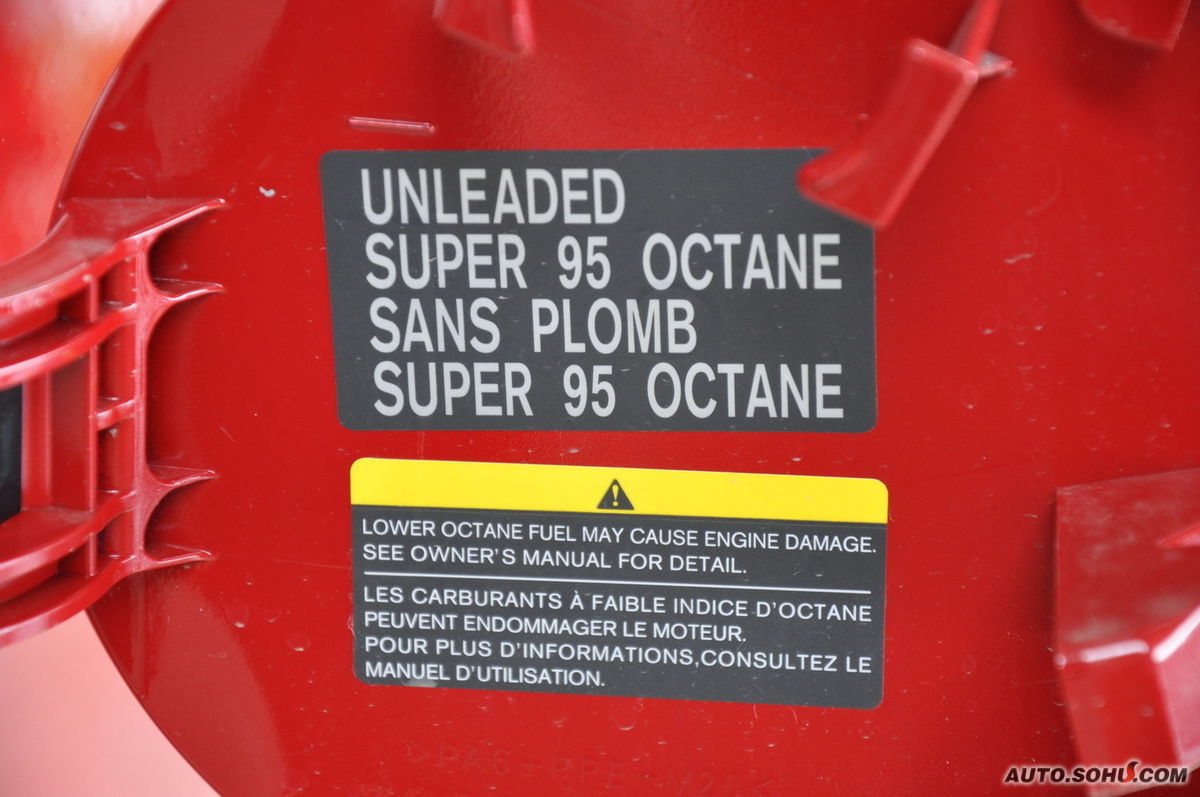 UNLEADED
SUPER 95 OCTANE
SANS PLOMB
SUPER 95 OCTANE
LOWER OCTANE FUEL MAY CAUSE ENGINE DAMAGE.
SEE OWNER'S MANUAL FOR DETAIL.
LES CARBURANTS À FAIBLE INDICE D'OCTANE
PEUVENT ENDOMMAGER LE MOTEUR.
POUR PLUS D'INFORMATIONS,CONSULTEZ LE
MANUEL D'UTILISATION.
AUTO.SOHU.COM